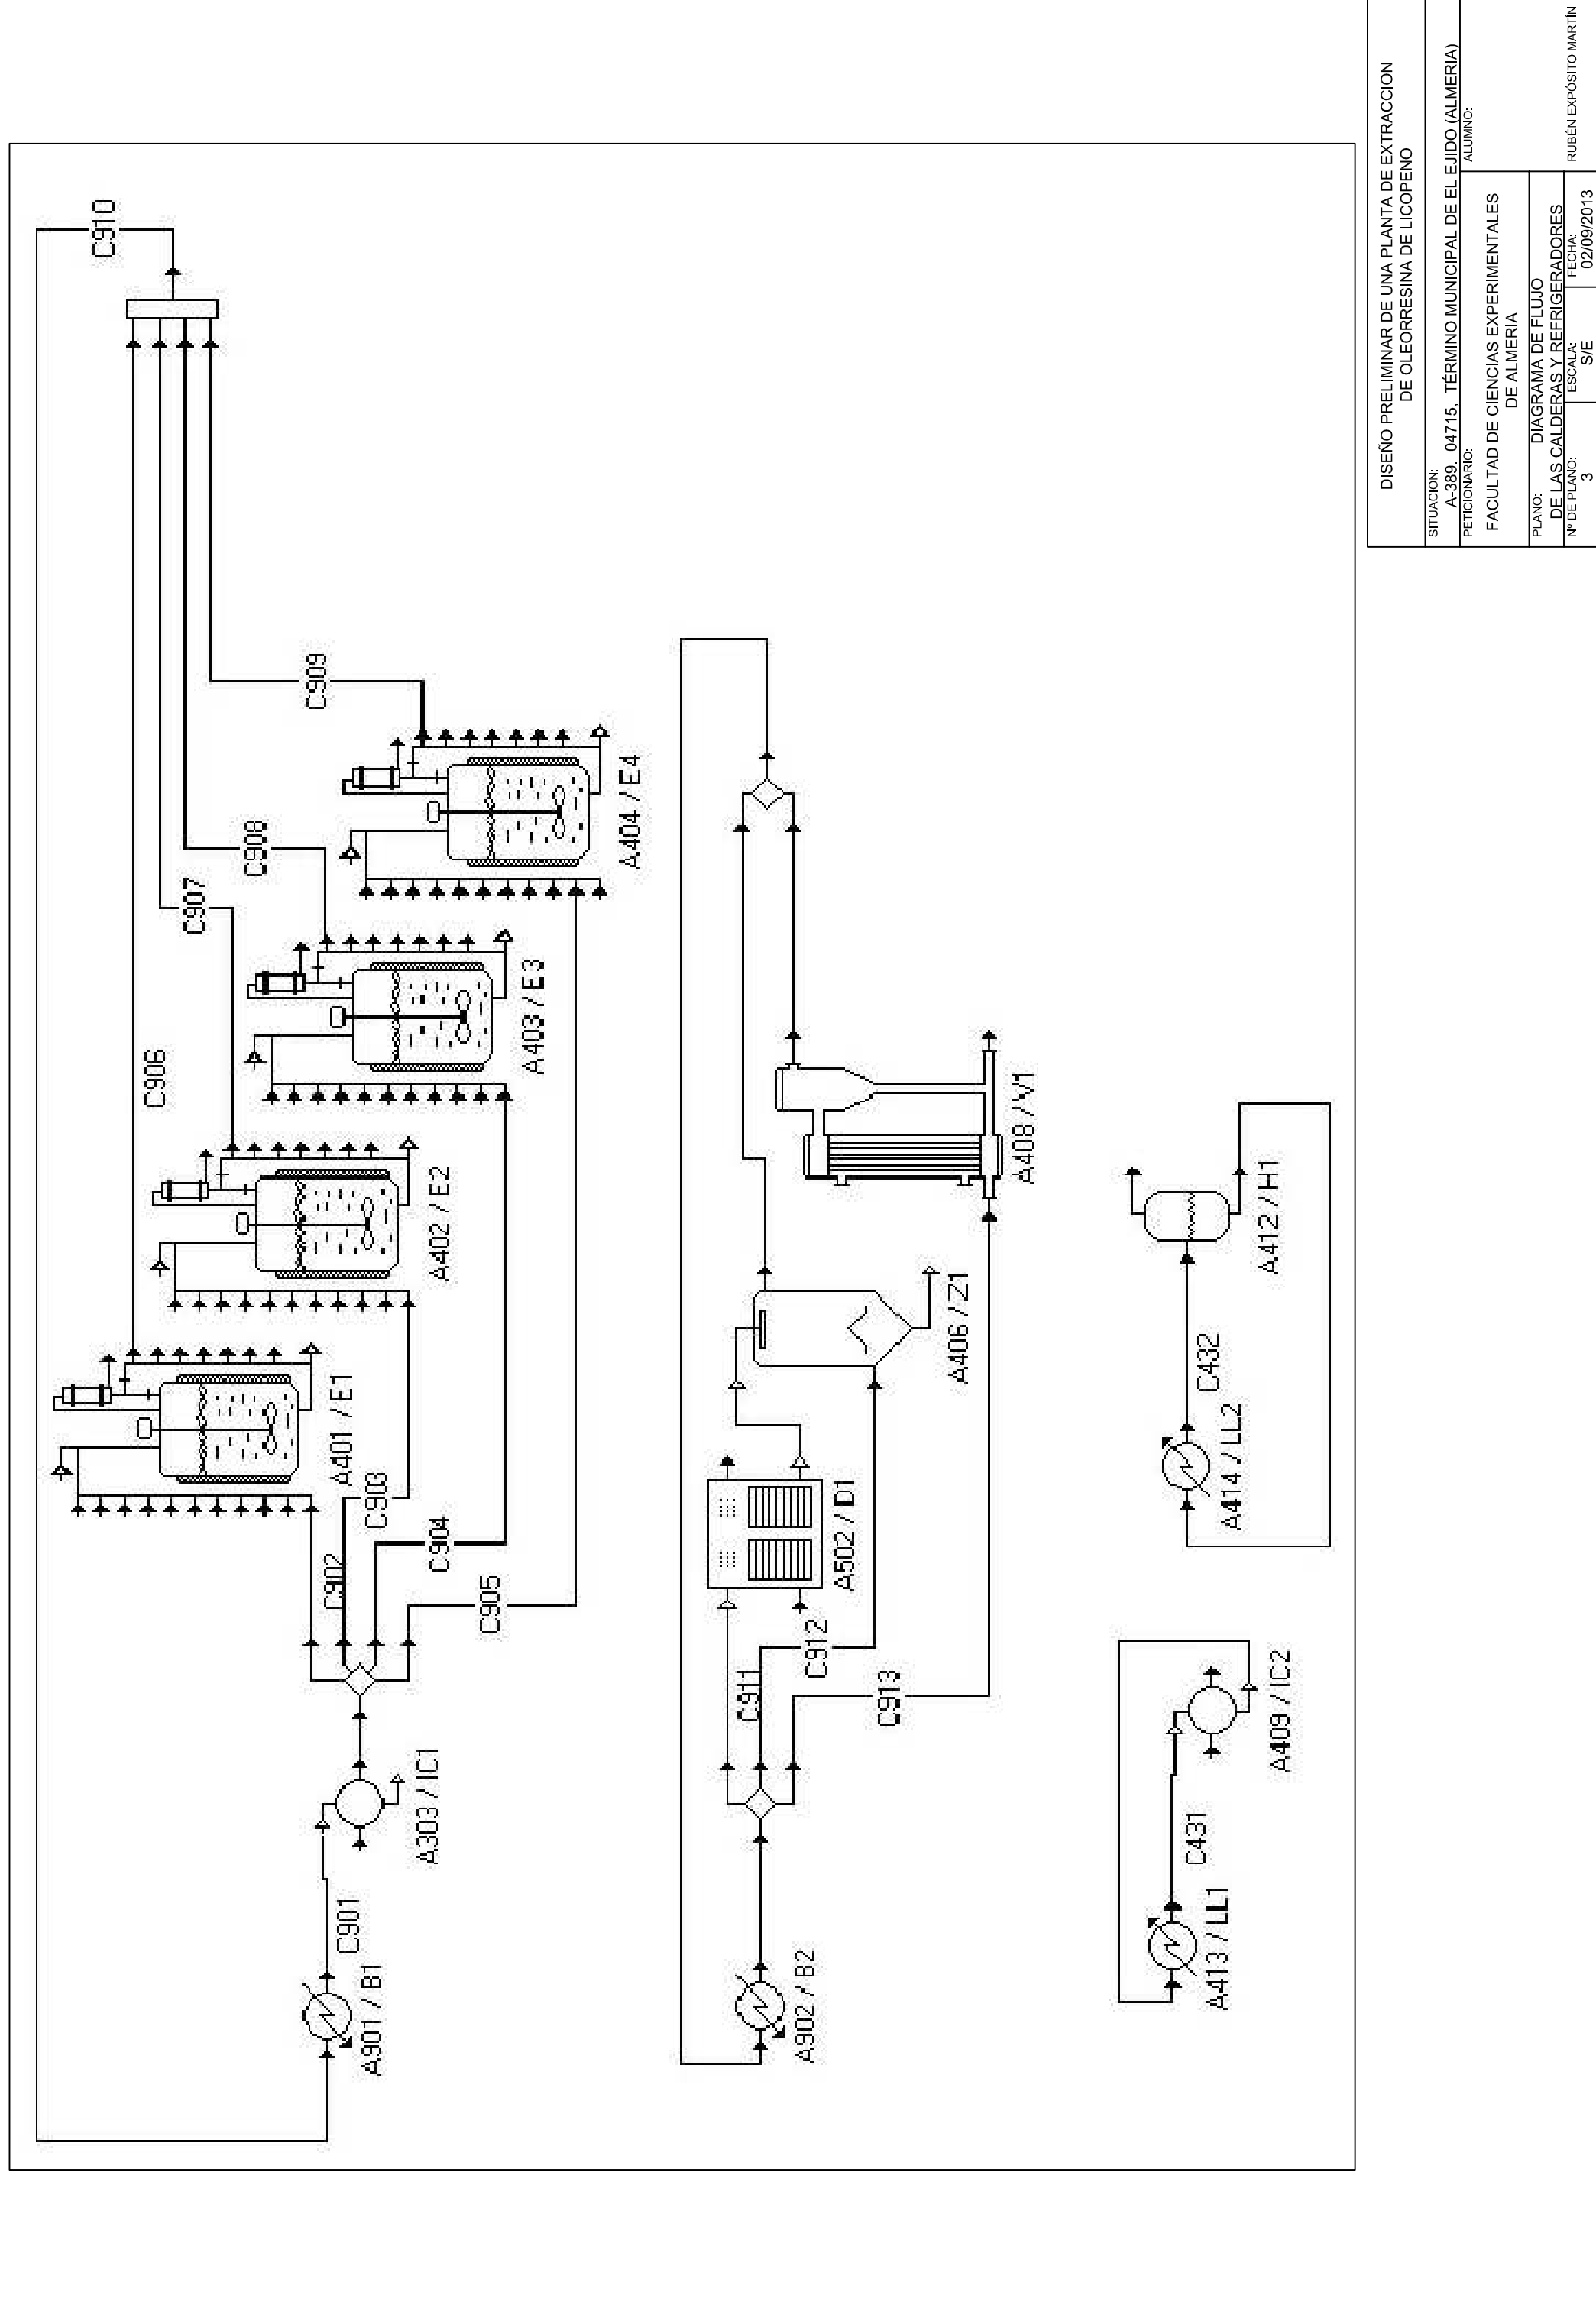 C910
C906
C907
C908
C909
A401 / E1
A402 / E2
A403 / E3
A404 / E4
C901
C902
C903
C904
C905
A901 / B1
A303 / IC1
A902 / B2
C911
C912
C913
A502 / D1
A406 / Z1
A408 / V1
A413 / LL1
C431
A409 / IC2
A414 / LL2
C432
A412 / H1
DISEÑO PRELIMINAR DE UNA PLANTA DE EXTRACCION
DE OLEORRESINA DE LICOPENO
SITUACION:
A-389. 04715, TÉRMINO MUNICIPAL DE EL EJIDO (ALMERIA)
PETICIONARIO:
FACULTAD DE CIENCIAS EXPERIMENTALES
DE ALMERIA
ALUMNO:
RUBÉN EXPÓSITO MARTÍN
PLANO:
DIAGRAMA DE FLUJO
DE LAS CALDERAS Y REFRIGERADORES
Nº DE PLANO:
3
ESCALA:
S/E
FECHA:
02/09/2013